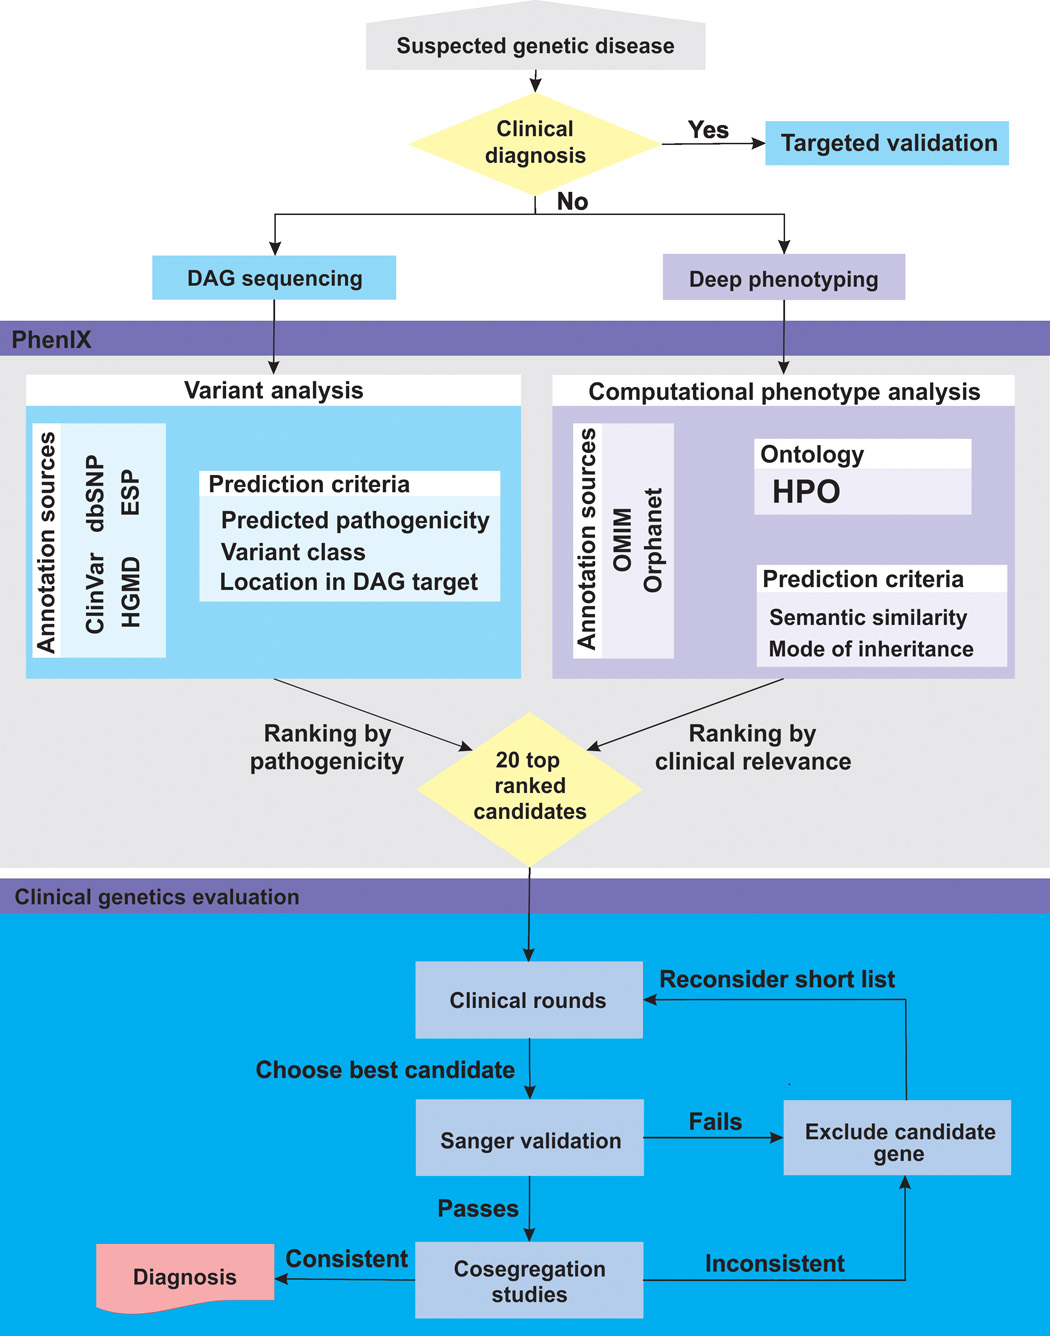 Suspected genetic disease
Clinical
diagnosis
Yes
Targeted validation
No
DAG sequencing
Deep phenotyping
PhenIX
Variant analysis
Annotation sources
ClinVar dbSNP
HGMD ESP
Prediction criteria
Predicted pathogenicity
Variant class
Location in DAG target
Computational phenotype analysis
Annotation sources
OMIM
Orphanet
Ontology
HPO
Prediction criteria
Semantic similarity
Mode of inheritance
Ranking by
pathogenicity
20 top
ranked
candidates
Ranking by
clinical relevance
Clinical genetics evaluation
Clinical rounds
Reconsider short list
Choose best candidate
Sanger validation
Fails
Exclude candidate
gene
Passes
Cosegregation
studies
Consistent
Inconsistent
Diagnosis